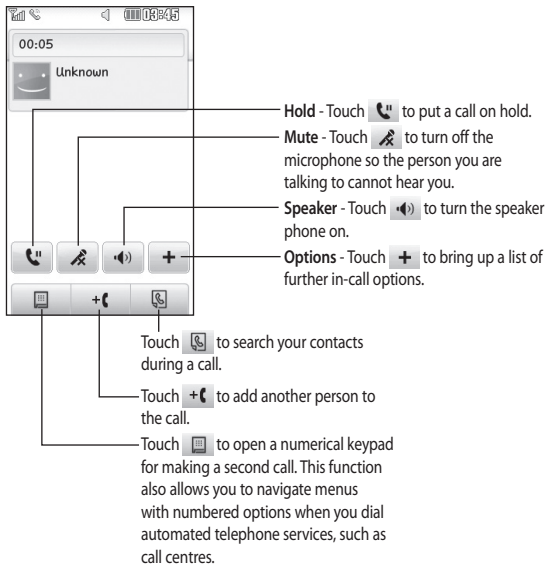 03:45
00:05
Unknown
Hold - Touch to put a call on hold.
Mute - Touch to turn off the
microphone so the person you are
talking to cannot hear you.
Speaker - Touch to turn the speaker
phone on.
Options - Touch + to bring up a list of
further in-call options.
Touch to search your contacts
during a call.
Touch + to add another person to
the call.
Touch to open a numerical keypad
for making a second call. This function
also allows you to navigate menus
with numbered options when you dial
automated telephone services, such as
call centres.